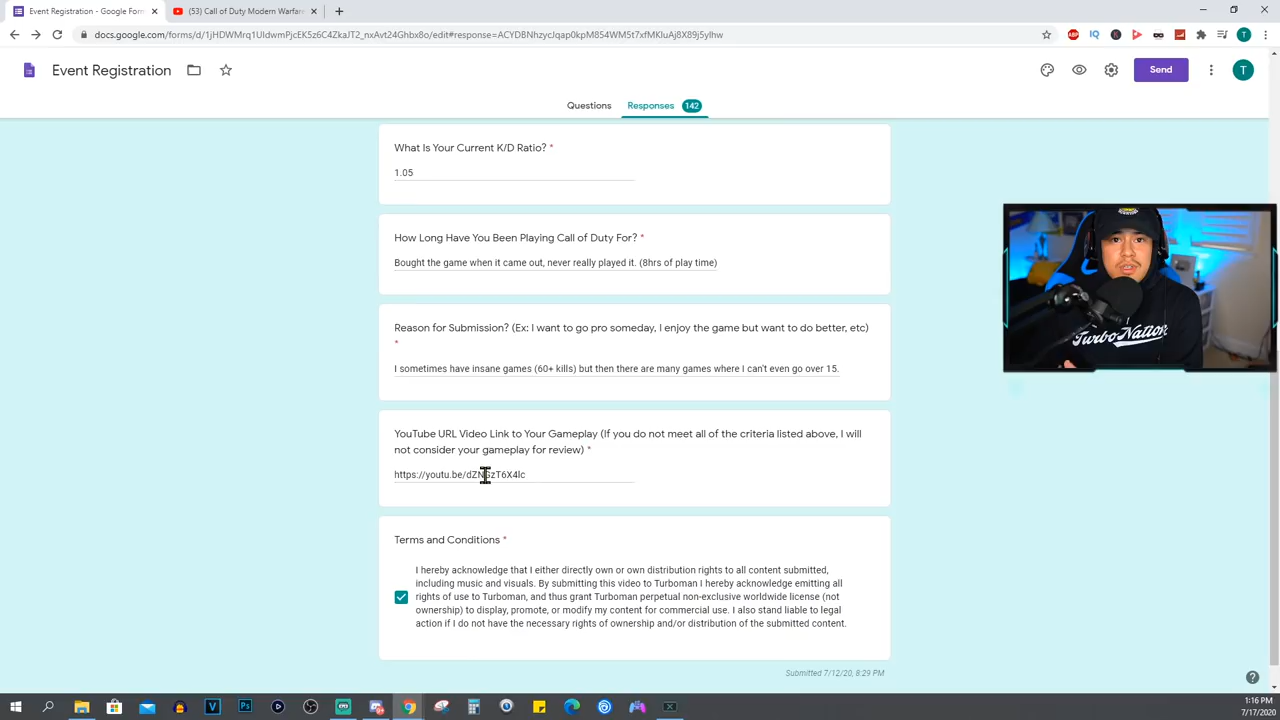 Event Registration - Google For
(53) Call of Duty Modern Warfare
docs.google.com/forms/d/1jHDWMrq1UIdwmPjcEK5z6C4ZkaJT2_nxAvt24Ghbx8o/edit#response=ACYDBNhzycJqap0kpM854WM5t7xfMKluAj8X89j5yIhw
ABP
IQ
T
Event Registration
Send
T
Questions
Responses 142
What Is Your Current K/D Ratio? *
1.05
How Long Have You Been Playing Call of Duty For? *
Bought the game when it came out, never really played it. (8hrs of play time)
Reason for Submission? (Ex: I want to go pro someday, I enjoy the game but want to do better, etc)
*
I sometimes have insane games (60+ kills) but then there are many games where I can't even go over 15.
YouTube URL Video Link to Your Gameplay (If you do not meet all of the criteria listed above, I will
not consider your gameplay for review) *
https://youtu.be/dZNGzT6X4lc
Terms and Conditions *
I hereby acknowledge that I either directly own or own distribution rights to all content submitted,
including music and visuals. By submitting this video to Turboman I hereby acknowledge emitting all
rights of use to Turboman, and thus grant Turboman perpetual non-exclusive worldwide license (not
ownership) to display, promote, or modify my content for commercial use. I also stand liable to legal
action if I do not have the necessary rights of ownership and/or distribution of the submitted content.
Submitted 7/12/20, 8:29 PM
TurboNation
1:16 PM
7/17/2020